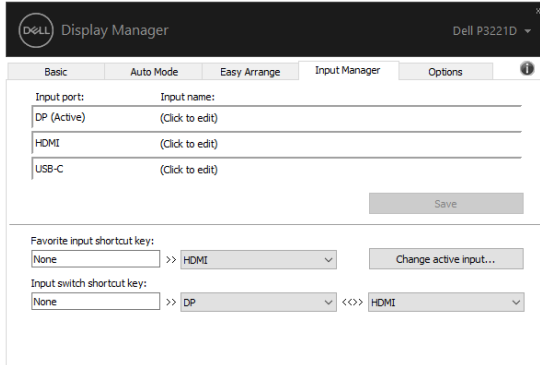 x
DELL Display Manager Dell P3221D
Basic Auto Mode Easy Arrange Input Manager Options i
Input port: Input name:
DP (Active) (Click to edit)
HDMI (Click to edit)
USB-C (Click to edit)
Save
Favorite input shortcut key:
None >> HDMI Change active input...
Input switch shortcut key:
None >> DP <<>> HDMI